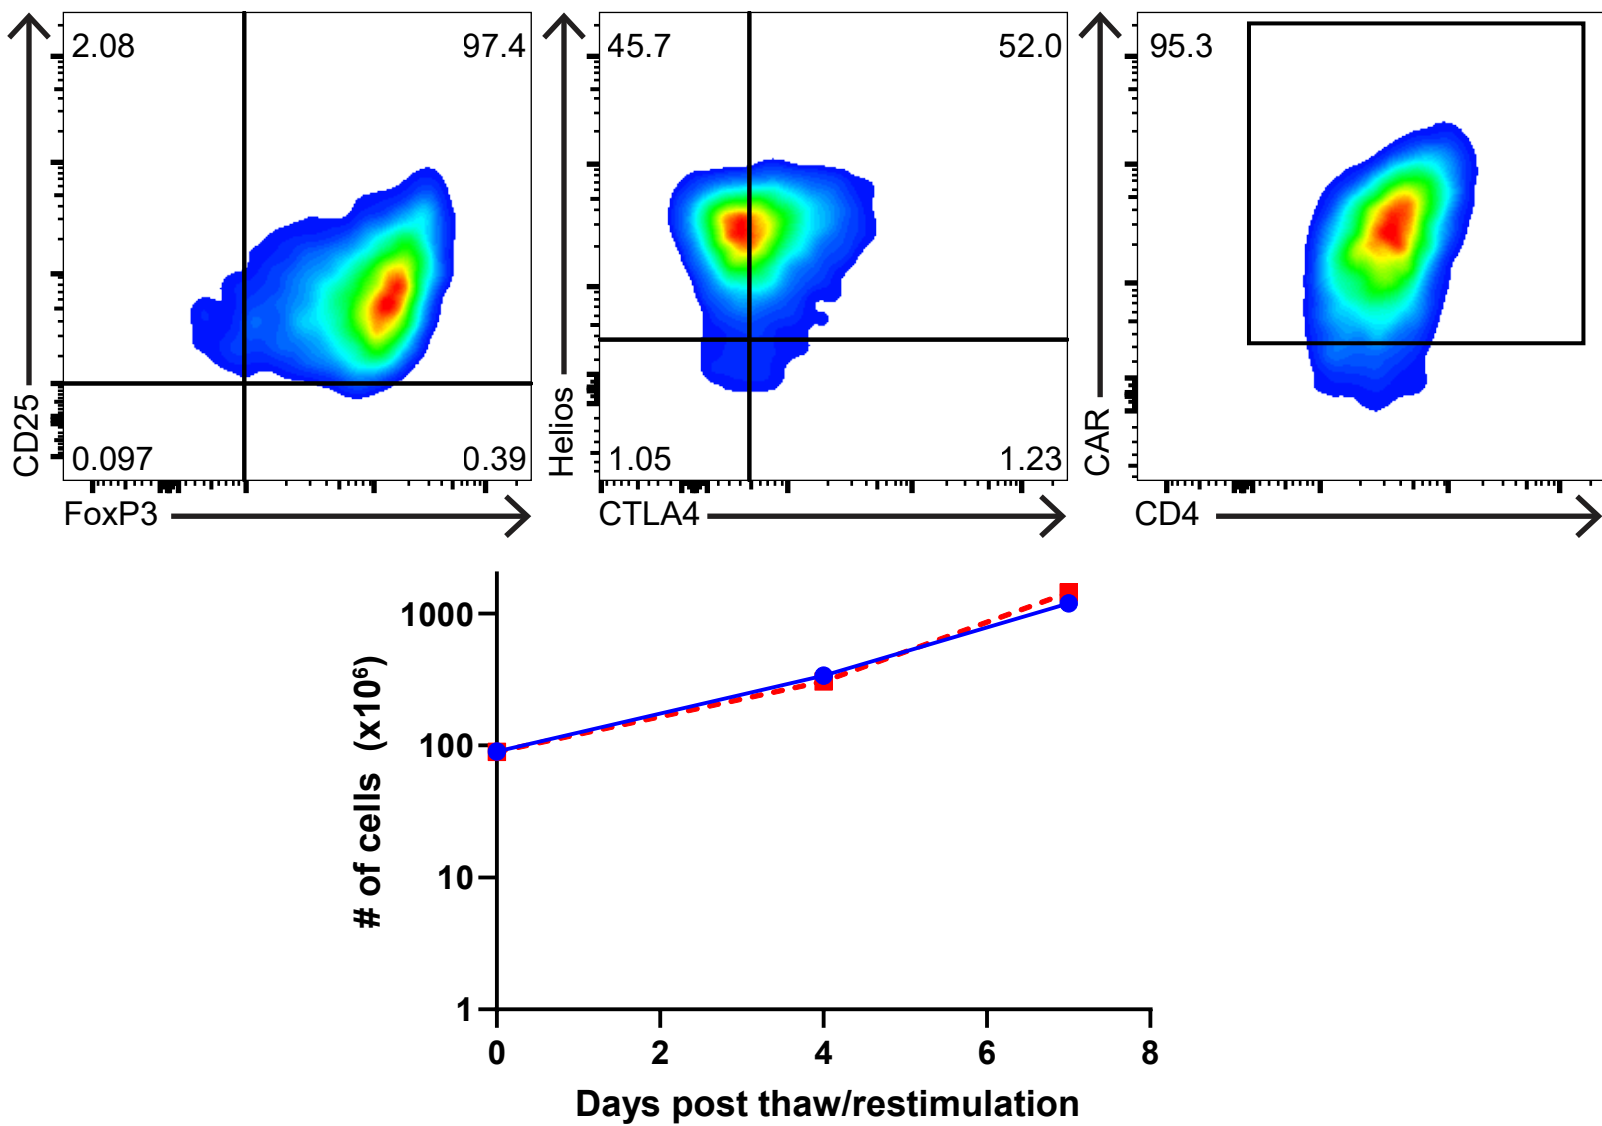 2.08
97.4
0.097
0.39
CD25
FoxP3
45.7
52.0
1.05
1.23
Helios
CTLA4
95.3
CAR
CD4
1000
100
10
1
# of cells (x10⁶)
0 2 4 6 8
Days post thaw/restimulation